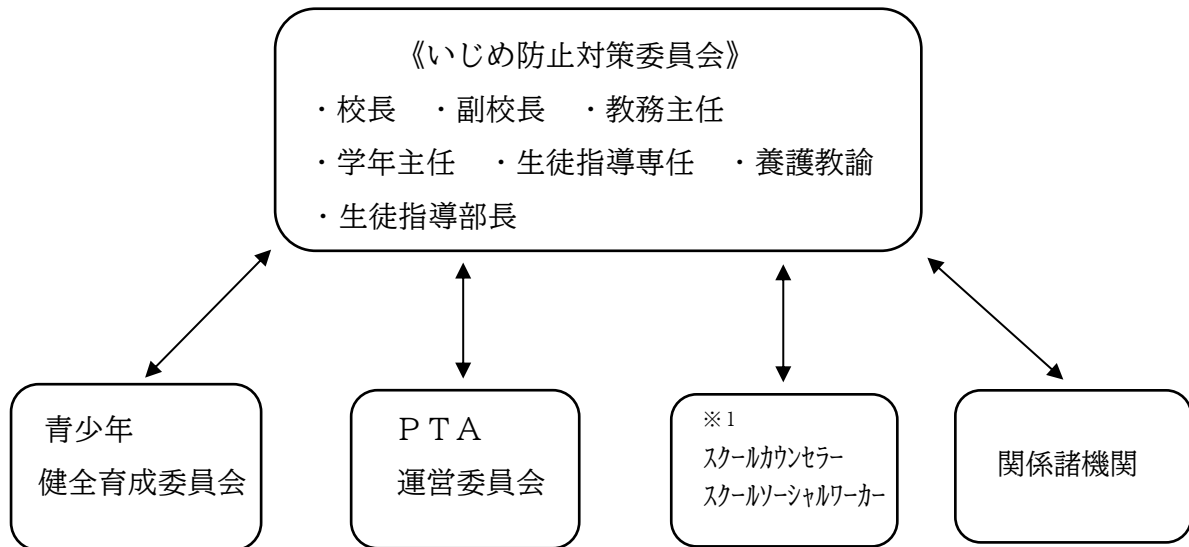 《いじめ防止対策委員会》
・校長　・副校長　・教務主任
・学年主任　・生徒指導専任　・養護教諭
・生徒指導部長
青少年
健全育成委員会
ＰＴＡ
運営委員会
※１
スクールカウンセラー
スクールソーシャルワーカー
関係諸機関